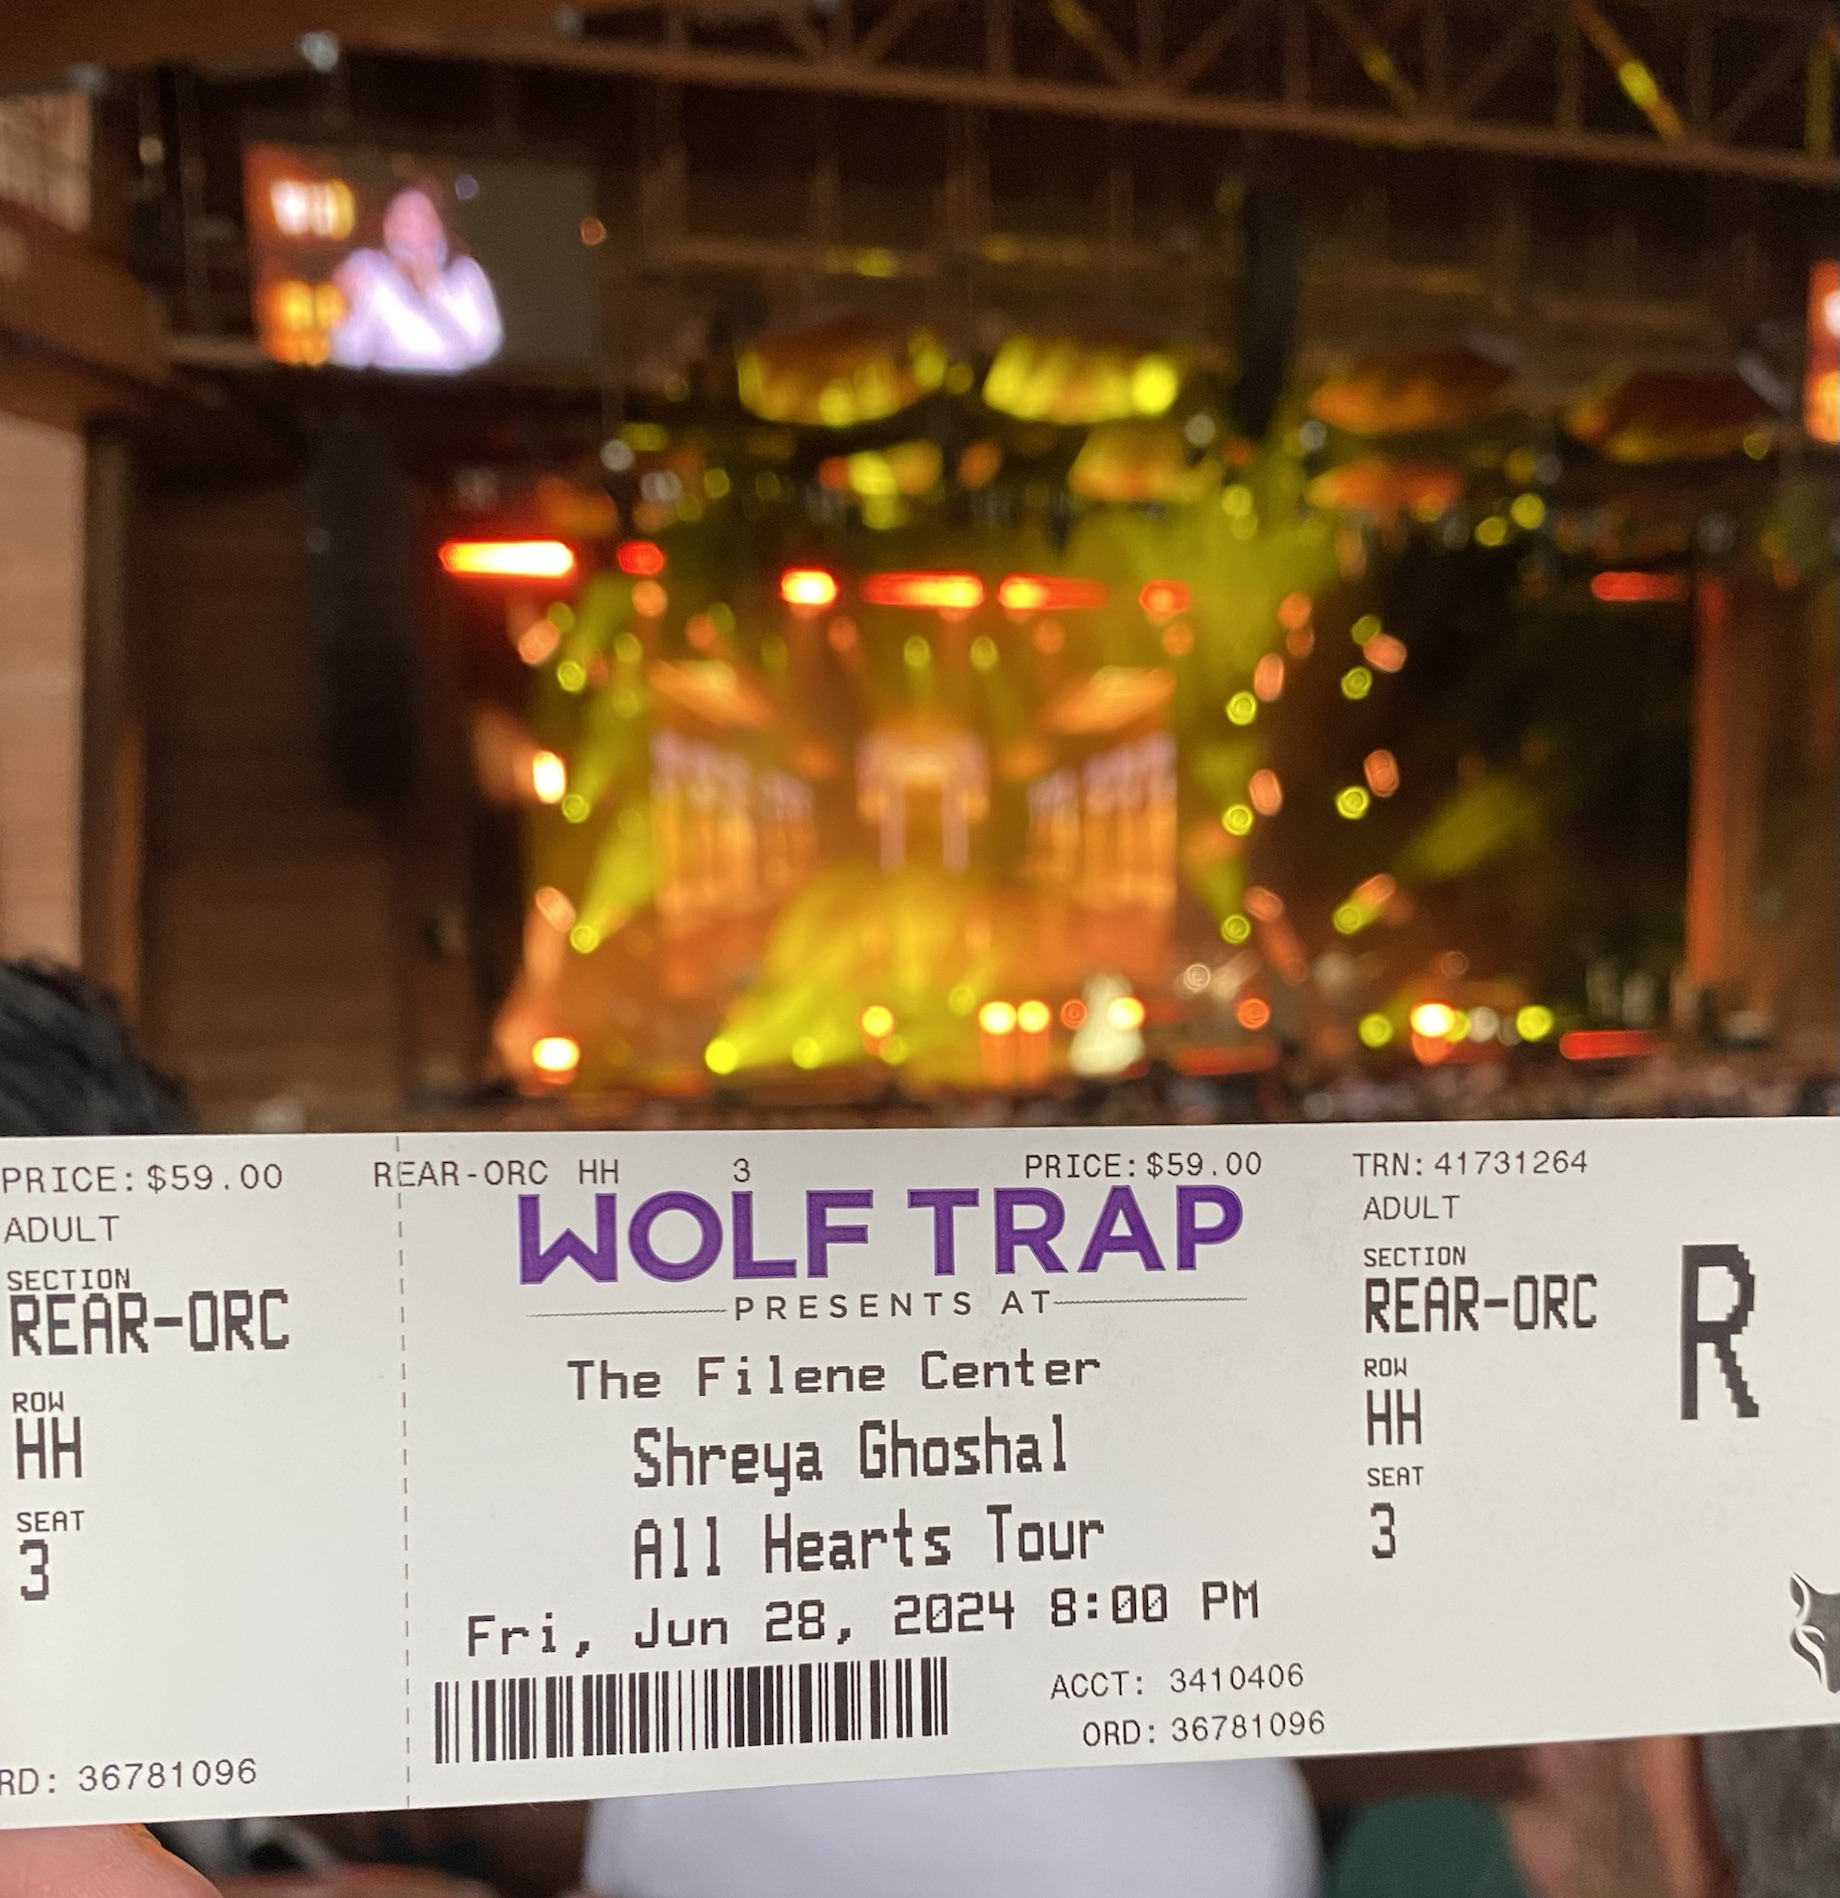 PRICE: $59.00
ADULT
SECTION
REAR-ORC
ROW
HH
SEAT
3
RD: 36781096
REAR-ORC HH 3 PRICE: $59.00
WOLF TRAP
PRESENTS AT
The Filene Center
Shreya Ghoshal
All Hearts Tour
Fri, Jun 28, 2024 8:00 PM
ACCT: 3410406
ORD: 36781096
TRN: 41731264
ADULT
SECTION
REAR-ORC
ROW
HH
SEAT
3
R